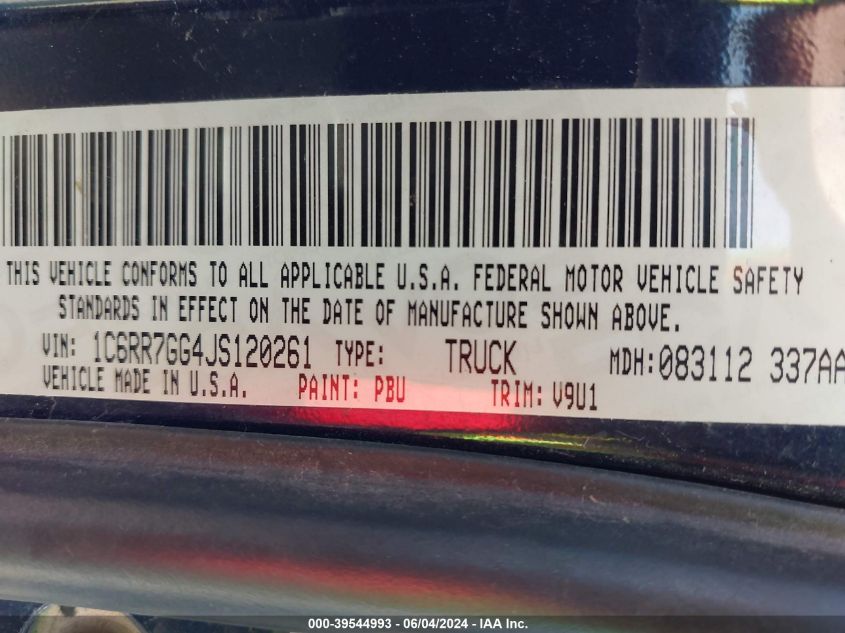 THIS VEHICLE CONFORMS TO ALL APPLICABLE U.S.A. FEDERAL MOTOR VEHICLE SAFETY
STANDARDS IN EFFECT ON THE DATE OF MANUFACTURE SHOWN ABOVE.
VIN: 1C6RR7GG4JS120261 TYPE: TRUCK MDH:083112 337AA
VEHICLE MADE IN U.S.A. PAINT: PBU TRIM: V9U1
000-39544993 - 06/04/2024 - IAA Inc.